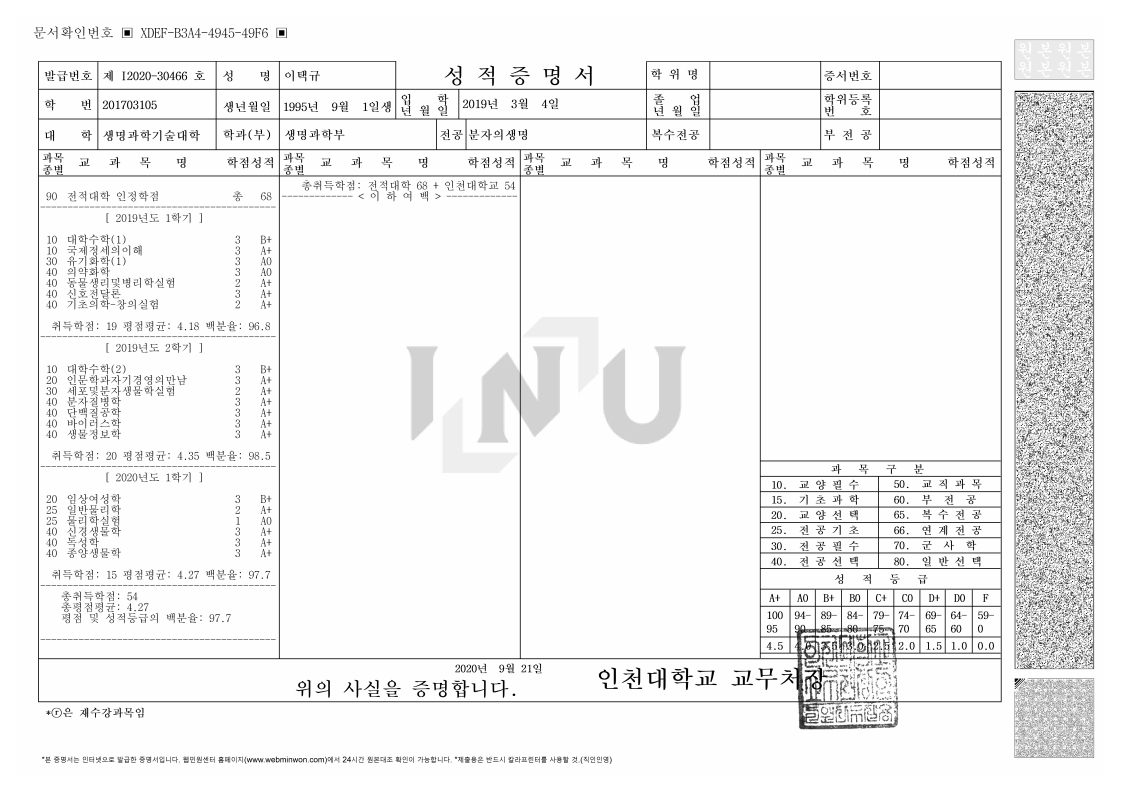 문서확인번호 ▣ XDEF-B3A4-4945-49F6 ▣
원본원본
원본원본
성적증명서
발급번호 제 I2020-30466 호 성 명 이택규 학위명 증서번호
학 번 201703105 생년월일 1995년 9월 1일생 입 학 년 월 일 2019년 3월 4일 졸 업 년 월 일 학위등록 번 호
대 학 생명과학기술대학 학과(부) 생명과학부 전공 분자의생명 복수전공 부 전 공
과목종별 교 과 목 명 학점성적 과목종별 교 과 목 명 학점성적 과목종별 교 과 목 명 학점성적 과목종별 교 과 목 명 학점성적
90 전적대학 인정학점 총 68
[ 2019년도 1학기 ]
10 대학수학(1) 3 B+
10 국제정세의이해 3 A+
30 유기화학(1) 3 A0
40 의약화학 3 A0
40 동물생리및병리학실험 2 A+
40 신호전달론 3 A+
40 기초의학-창의실험 2 A+
취득학점: 19 평점평균: 4.18 백분율: 96.8
[ 2019년도 2학기 ]
10 대학수학(2) 3 B+
20 인문학과자기경영의만남 3 A+
30 세포및분자생물학실험 2 A+
40 분자질병학 3 A+
40 단백질공학 3 A+
40 바이러스학 3 A+
40 생물정보학 3 A+
취득학점: 20 평점평균: 4.35 백분율: 98.5
[ 2020년도 1학기 ]
20 임상여성학 3 B+
25 일반물리학 2 A+
25 물리학실험 1 A0
40 신경생물학 3 A+
40 독성학 3 A+
40 종양생물학 3 A+
취득학점: 15 평점평균: 4.27 백분율: 97.7
총취득학점: 54
총평점평균: 4.27
평점 및 성적등급의 백분율: 97.7
총취득학점: 전적대학 68 + 인천대학교 54
------------- < 이 하 여 백 > -------------
INU
과 목 구 분
10. 교 양 필 수 50. 교 직 과 목
15. 기 초 과 학 60. 부 전 공
20. 교 양 선 택 65. 복 수 전 공
25. 전 공 기 초 66. 연 계 전 공
30. 전 공 필 수 70. 군 사 학
40. 전 공 선 택 80. 일 반 선 택
성 적 등 급
A+ A0 B+ B0 C+ C0 D+ D0 F
100 94- 89- 84- 79- 74- 69- 64- 59-
95 90 85 80 75 70 65 60 0
4.5 4.0 3.5 3.0 2.5 2.0 1.5 1.0 0.0
2020년 9월 21일
위의 사실을 증명합니다.
인천대학교 교무처장
*ⓡ은 재수강과목임
*본 증명서는 인터넷으로 발급한 증명서입니다. 웹민원센터 홈페이지(www.webminwon.com)에서 24시간 원본대조 확인이 가능합니다. *제출용은 반드시 칼라프린터를 사용할 것.(직인인영)